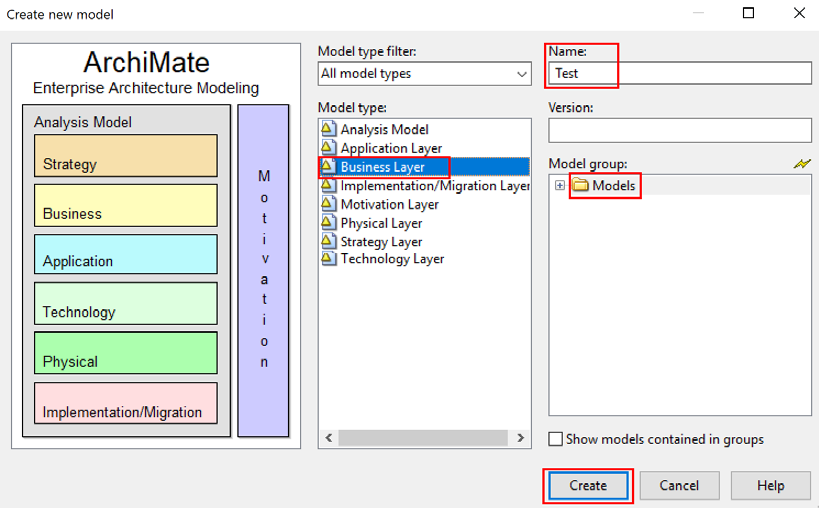 Create new model
ArchiMate
Enterprise Architecture Modeling
Analysis Model
Strategy
Business
Application
Technology
Physical
Implementation/Migration
Motivation
Model type filter:
All model types
Model type:
Analysis Model
Application Layer
Business Layer
Implementation/Migration Layer
Motivation Layer
Physical Layer
Strategy Layer
Technology Layer
Name:
Test
Version:
Model group:
Models
Show models contained in groups
Create
Cancel
Help